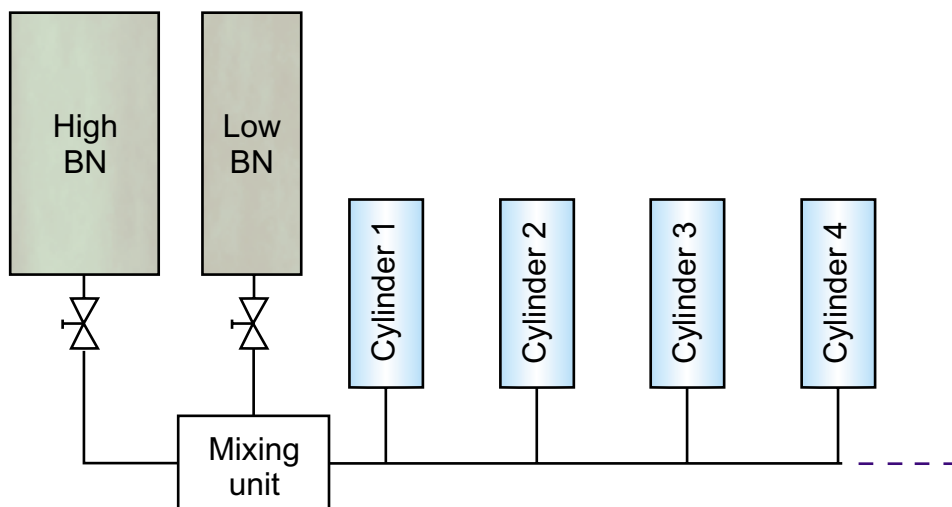 High
BN
Low
BN
Cylinder 1
Cylinder 2
Cylinder 3
Cylinder 4
Mixing
unit